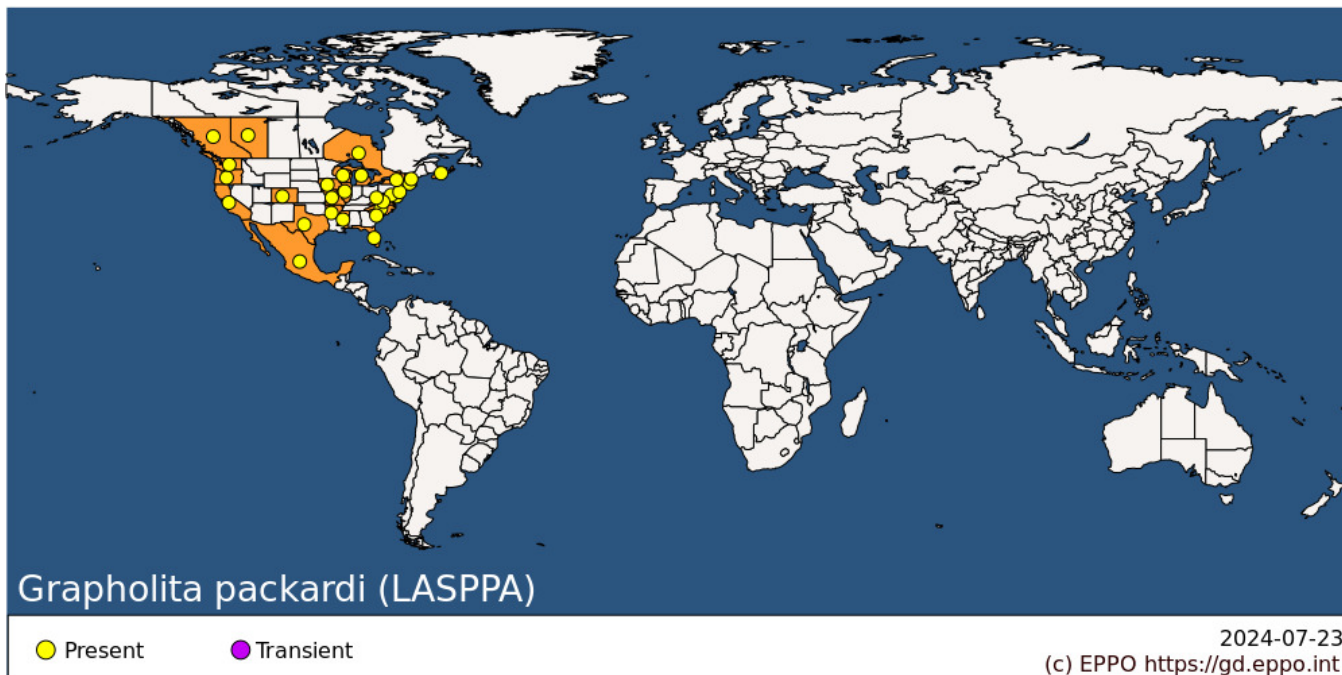 Grapholita packardi (LASPPA)
Present
Transient
2024-07-23
(c) EPPO https://gd.eppo.int